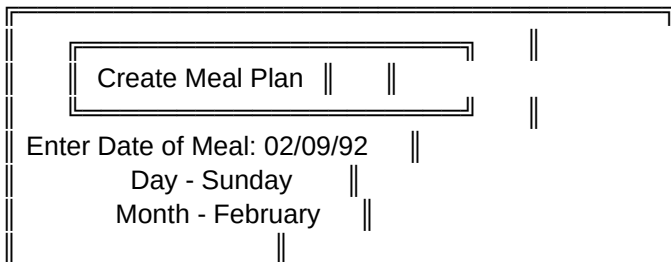 Create Meal Plan
Enter Date of Meal: 02/09/92
Day - Sunday
Month - February